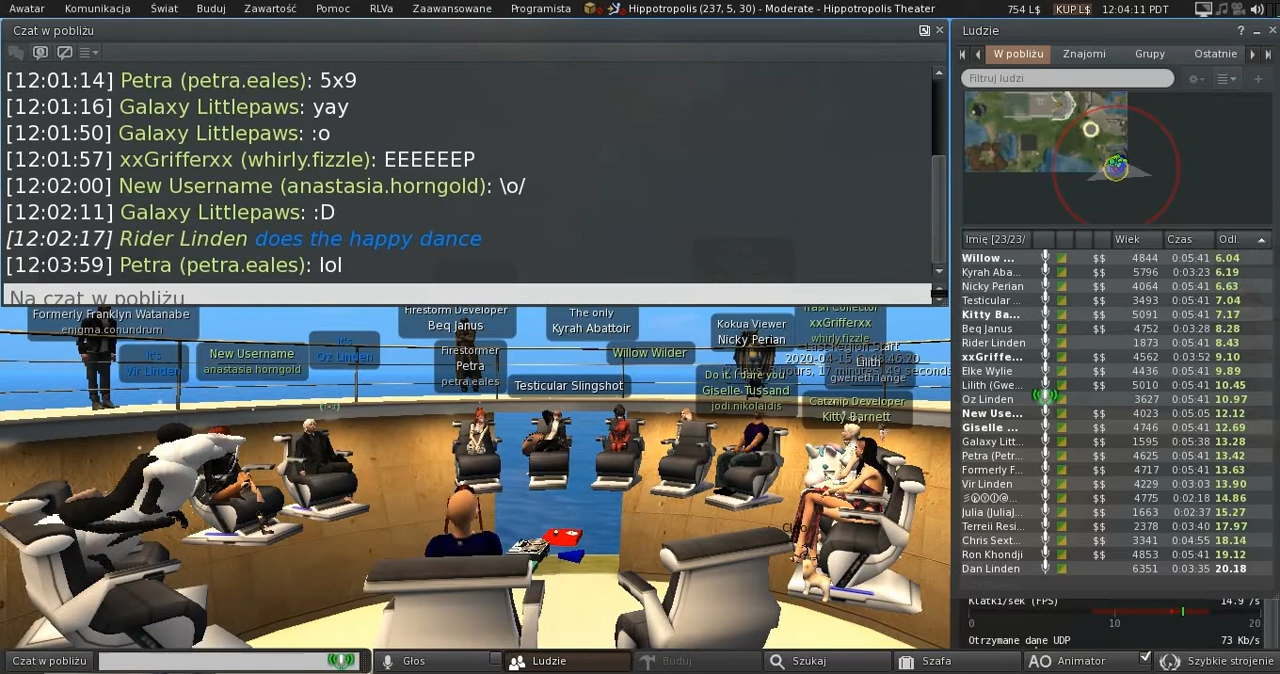 Awatar Komunikacja Świat Buduj Zawartość Pomoc RLVa Zaawansowane Programista Hippotropolis (237, 5, 30) - Moderate - Hippotropolis Theater 754 L$ KUP L$ 12:04:11 PDT
Czat w pobliżu
[12:01:14] Petra (petra.eales): 5x9
[12:01:16] Galaxy Littlepaws: yay
[12:01:50] Galaxy Littlepaws: :o
[12:01:57] xxGrifferxx (whirly.fizzle): EEEEEEP
[12:02:00] New Username (anastasia.horngold): \o/
[12:02:11] Galaxy Littlepaws: :D
[12:02:17] Rider Linden does the happy dance
[12:03:59] Petra (petra.eales): lol
Na czat w pobliżu
Formerly Franklyn Watanabe
enigma.conundrum
It's
Vir Linden
New Username
anastasia.horngold
It's
Oz Linden
Firestorm Developer
Beq Janus
Firestormer
Petra
petra.eales
The only
Kyrah Abattoir
Testicular Slingshot
Willow Wilder
Kokua Viewer
Nicky Perian
Trash Collector
xxGrifferxx
whirly.fizzle
Last Region Start
Lilith
gweneth.lange
Do it. I dare you
Giselle Tussand
jodi.nikolaidis
Catznip Developer
Kitty Barnett
Ludzie
W pobliżu Znajomi Grupy Ostatnie
Filtruj ludzi
Imię [23/23/ Wiek Czas Odl.
Willow ... $$ 4844 0:05:41 6.04
Kyrah Aba... $$ 5796 0:03:23 6.19
Nicky Perian $$ 4064 0:05:41 6.63
Testicular ... $$ 3493 0:05:41 7.04
Kitty Ba... $$ 5091 0:05:41 7.17
Beq Janus $$ 4752 0:03:28 8.28
Rider Linden 1873 0:05:41 8.43
xxGriffe... $$ 4562 0:03:52 9.10
Elke Wylie $$ 4436 0:05:41 9.89
Lilith (Gwe... $$ 5010 0:05:41 10.45
Oz Linden 3627 0:05:41 10.97
New Use... $$ 4023 0:05:05 12.12
Giselle ... $$ 4746 0:05:41 12.69
Galaxy Litt... $$ 1595 0:05:38 13.28
Petra (Petr... $$ 4625 0:05:41 13.42
Formerly F... $$ 4717 0:05:41 13.63
Vir Linden $$ 4229 0:03:03 13.90
$$ 4775 0:02:18 14.86
Julia (JuliaJ... $$ 1663 0:02:37 15.27
Terreii Resi... $$ 2378 0:03:40 17.97
Chris Sext... $$ 3341 0:04:55 18.14
Ron Khondji $$ 4853 0:05:41 19.12
Dan Linden 6351 0:03:35 20.18
Klatki/sek (FPS) 14.9 /s
0 10 20
Otrzymane dane UDP 73 Kb/s
Czat w pobliżu Głos Ludzie Buduj Szukaj Szafa AO Animator Szybkie strojenie